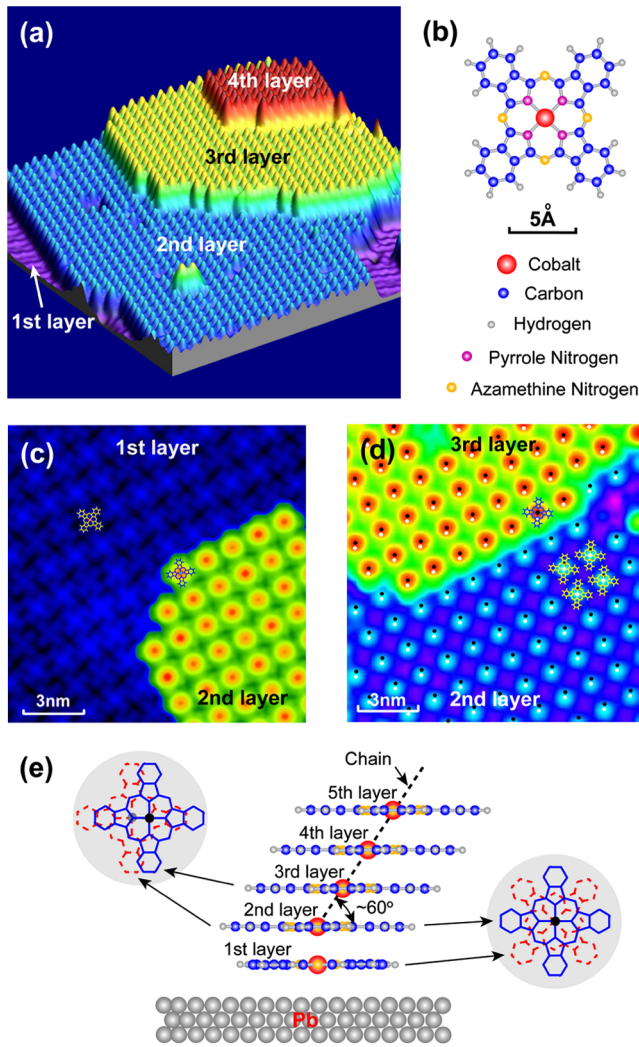 (a)
4th layer
3rd layer
2nd layer
1st layer
(b)
5Å
Cobalt
Carbon
Hydrogen
Pyrrole Nitrogen
Azamethine Nitrogen
(c)
1st layer
2nd layer
3nm
(d)
3rd layer
3nm
2nd layer
(e)
Chain
5th layer
4th layer
3rd layer
~60º
2nd layer
1st layer
Pb